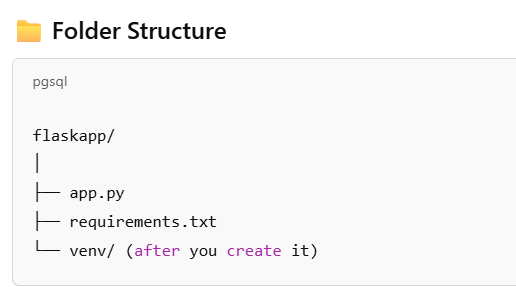 📁 Folder Structure
pgsql
flaskapp/
│
├── app.py
├── requirements.txt
└── venv/ (after you create it)